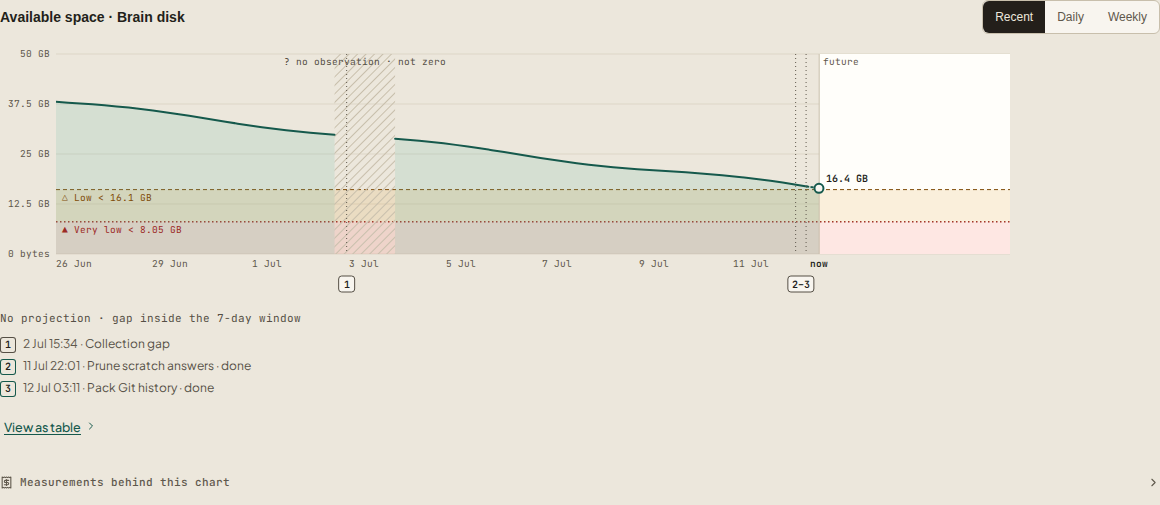 Available space · Brain disk
Recent Daily Weekly
50 GB
? no observation · not zero
future
37.5 GB
25 GB
16.4 GB
△ Low < 16.1 GB
12.5 GB
▲ Very low < 8.05 GB
0 bytes
26 Jun 29 Jun 1 Jul 3 Jul 5 Jul 7 Jul 9 Jul 11 Jul now
1 2–3
No projection · gap inside the 7-day window
1 2 Jul 15:34 · Collection gap
2 11 Jul 22:01 · Prune scratch answers · done
3 12 Jul 03:11 · Pack Git history · done
View as table ›
$ Measurements behind this chart ›